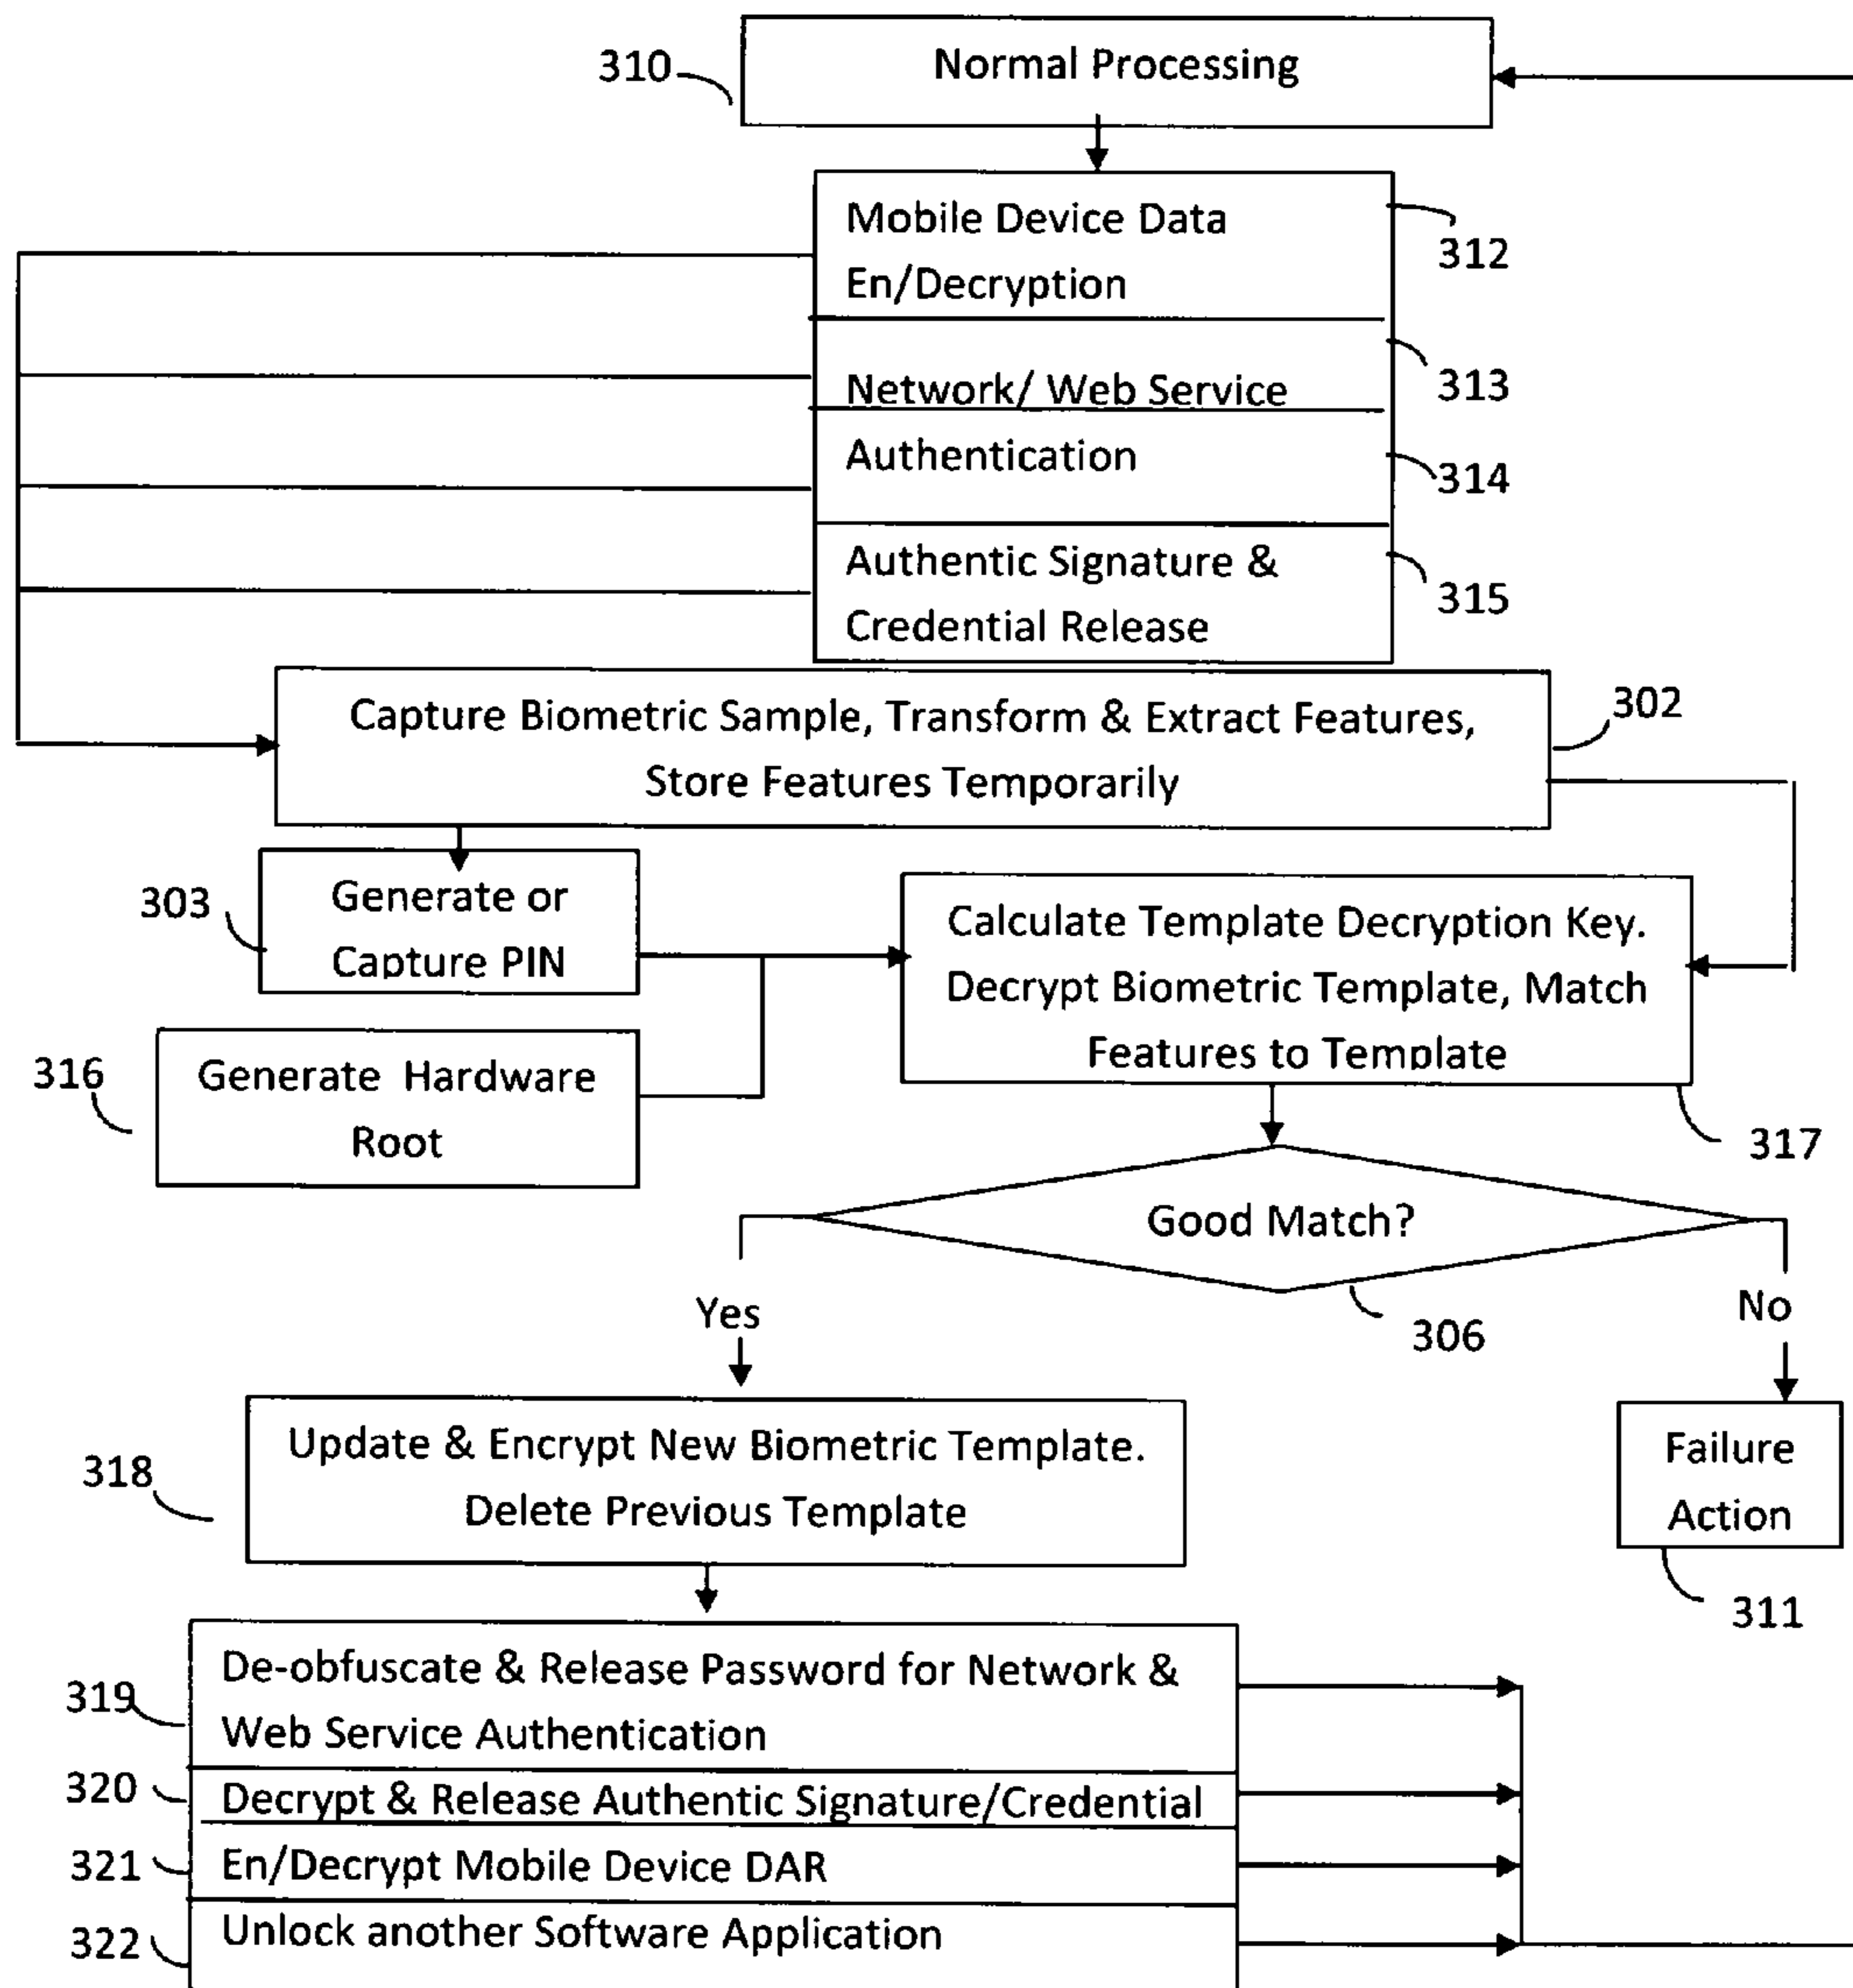 310
Normal Processing
Mobile Device Data
En/Decryption
312
Network/ Web Service
313
Authentication
314
Authentic Signature &
Credential Release
315
Capture Biometric Sample, Transform & Extract Features,
Store Features Temporarily
302
303
Generate or
Capture PIN
Calculate Template Decryption Key.
Decrypt Biometric Template, Match
Features to Template
316
Generate Hardware
Root
317
Good Match?
306
Yes
No
318
Update & Encrypt New Biometric Template.
Delete Previous Template
Failure
Action
311
319
De-obfuscate & Release Password for Network &
Web Service Authentication
320
Decrypt & Release Authentic Signature/Credential
321
En/Decrypt Mobile Device DAR
322
Unlock another Software Application